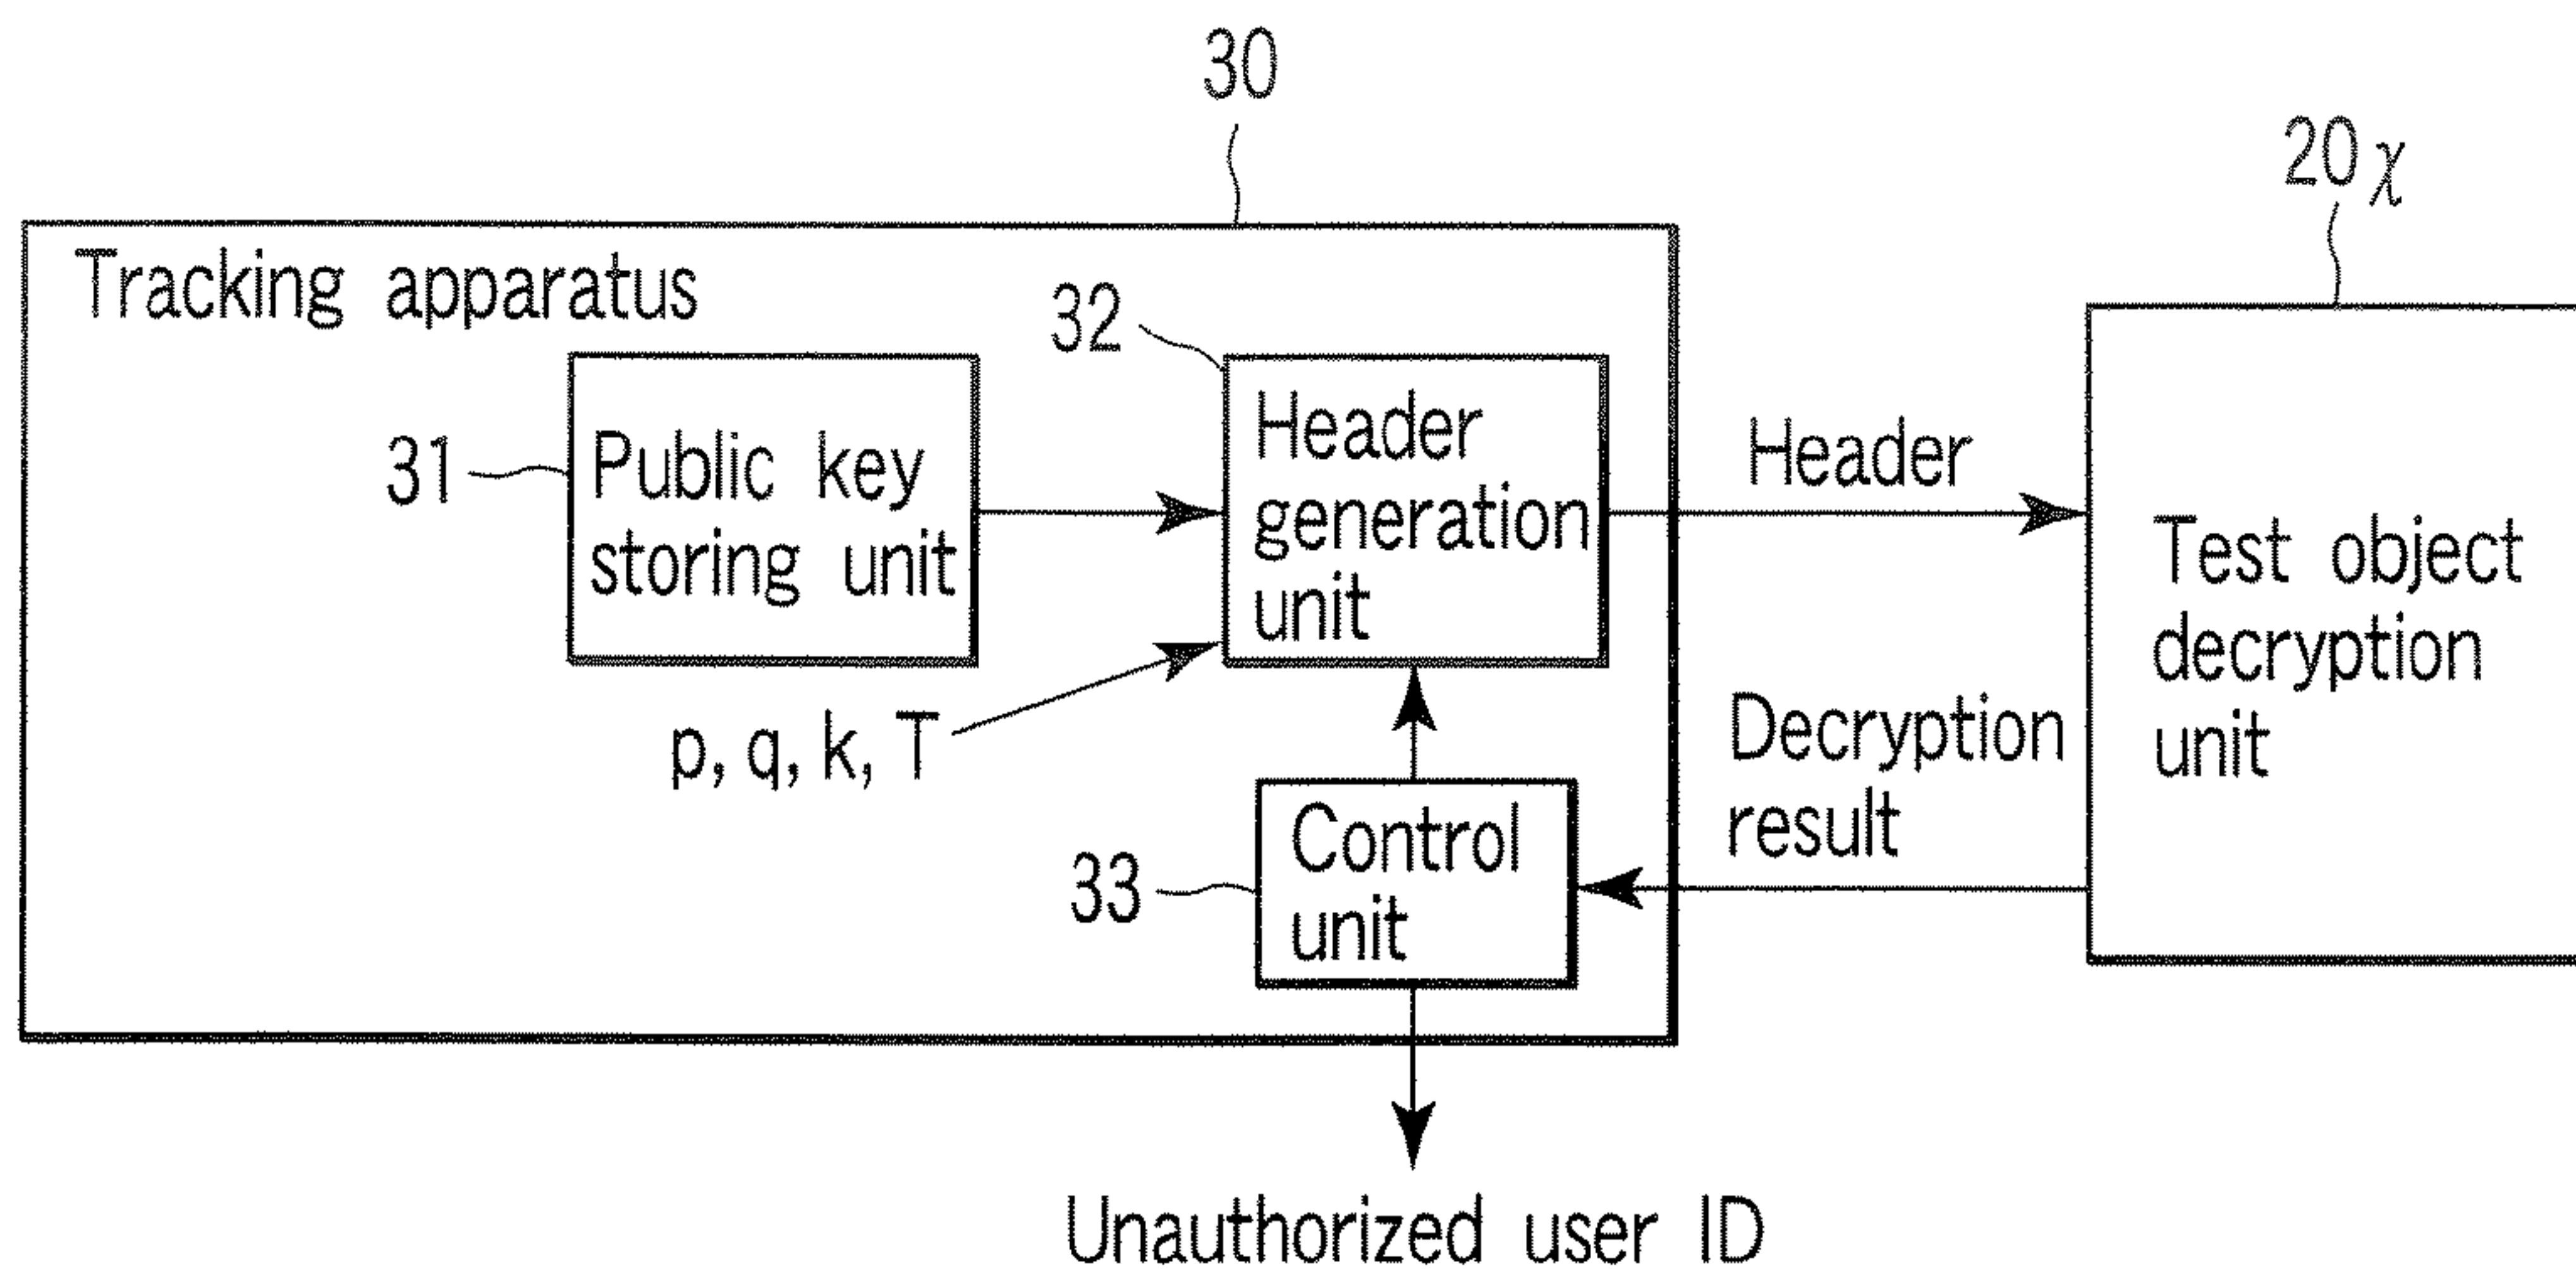 30
20χ
Tracking apparatus
32
31
Public key
storing unit
Header
generation
unit
Header
Test object
decryption
unit
p, q, k, T
Decryption
result
33
Control
unit
Unauthorized user ID